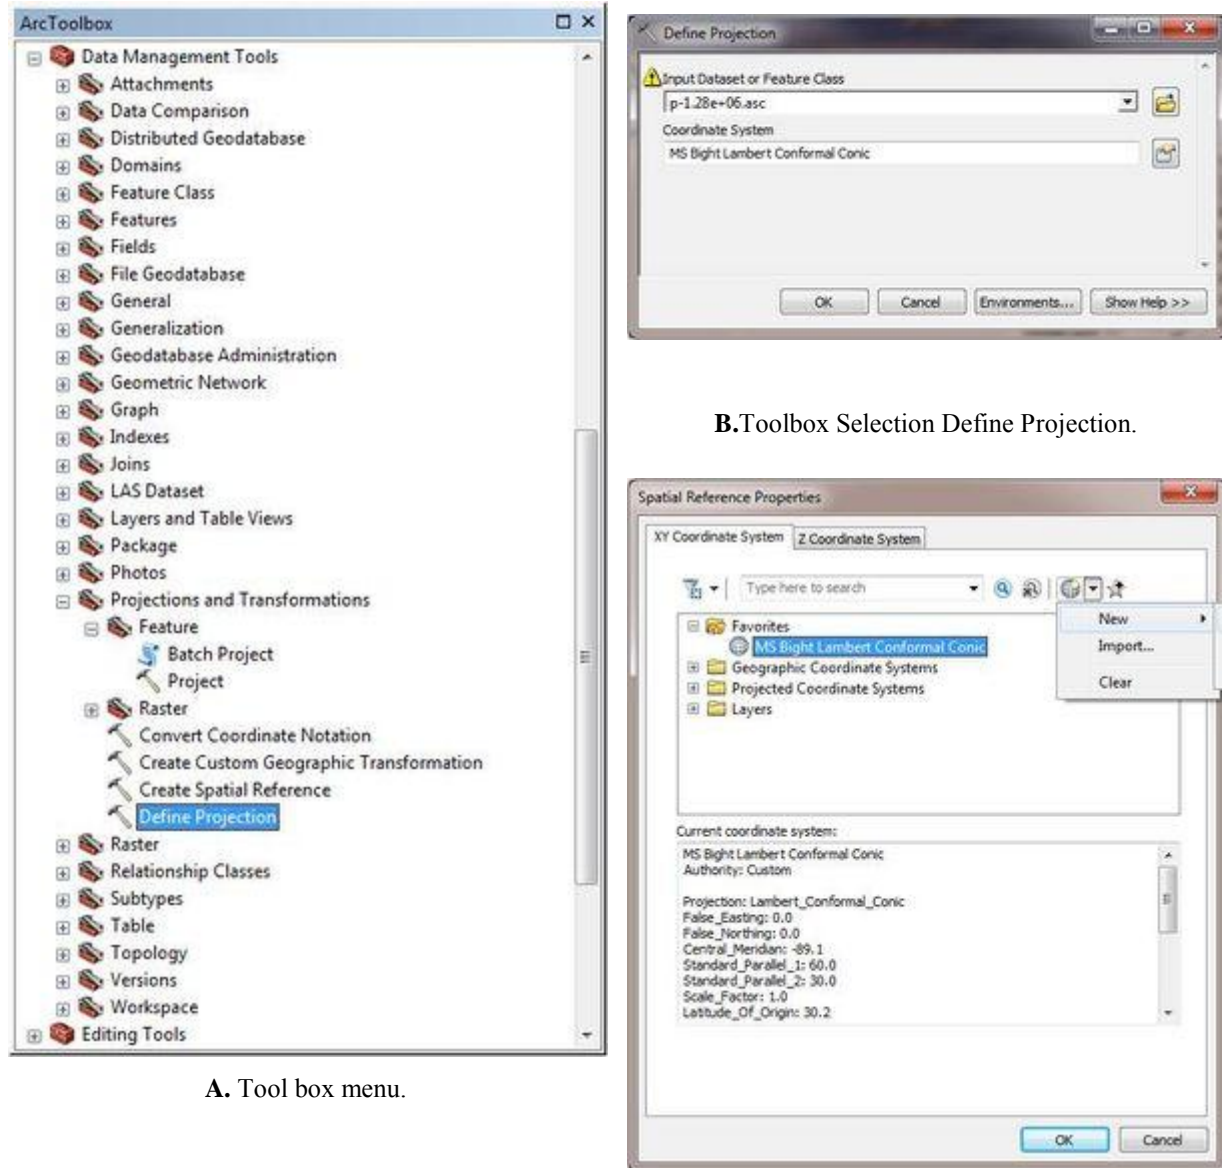 ArcToolbox
Data Management Tools
Attachments
Data Comparison
Distributed Geodatabase
Domains
Feature Class
Features
Fields
File Geodatabase
General
Generalization
Geodatabase Administration
Geometric Network
Graph
Indexes
Joins
LAS Dataset
Layers and Table Views
Package
Photos
Projections and Transformations
Feature
Batch Project
Project
Raster
Convert Coordinate Notation
Create Custom Geographic Transformation
Create Spatial Reference
Define Projection
Raster
Relationship Classes
Subtypes
Table
Topology
Versions
Workspace
Editing Tools
A. Tool box menu.
Define Projection
Input Dataset or Feature Class
p-1.28e+06.asc
Coordinate System
MS Bight Lambert Conformal Conic
OK Cancel Environments... Show Help >>
B.Toolbox Selection Define Projection.
Spatial Reference Properties
XY Coordinate System Z Coordinate System
Type here to search
New
Import...
Clear
Favorites
MS Bight Lambert Conformal Conic
Geographic Coordinate Systems
Projected Coordinate Systems
Layers
Current coordinate system:
MS Bight Lambert Conformal Conic
Authority: Custom
Projection: Lambert_Conformal_Conic
False_Easting: 0.0
False_Northing: 0.0
Central_Meridian: -89.1
Standard_Parallel_1: 60.0
Standard_Parallel_2: 30.0
Scale_Factor: 1.0
Latitude_Of_Origin: 30.2
OK Cancel